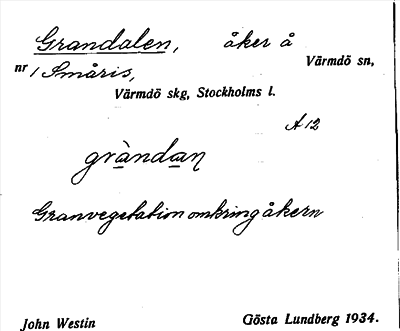 Grandalen, åker å
Värmdö sn,
nr 1 Småris,
Värmdö skg, Stockholms l.
A 12
gràndaꞑ
Granvegetation omkring åkern
John Westin
Gösta Lundberg 1934.